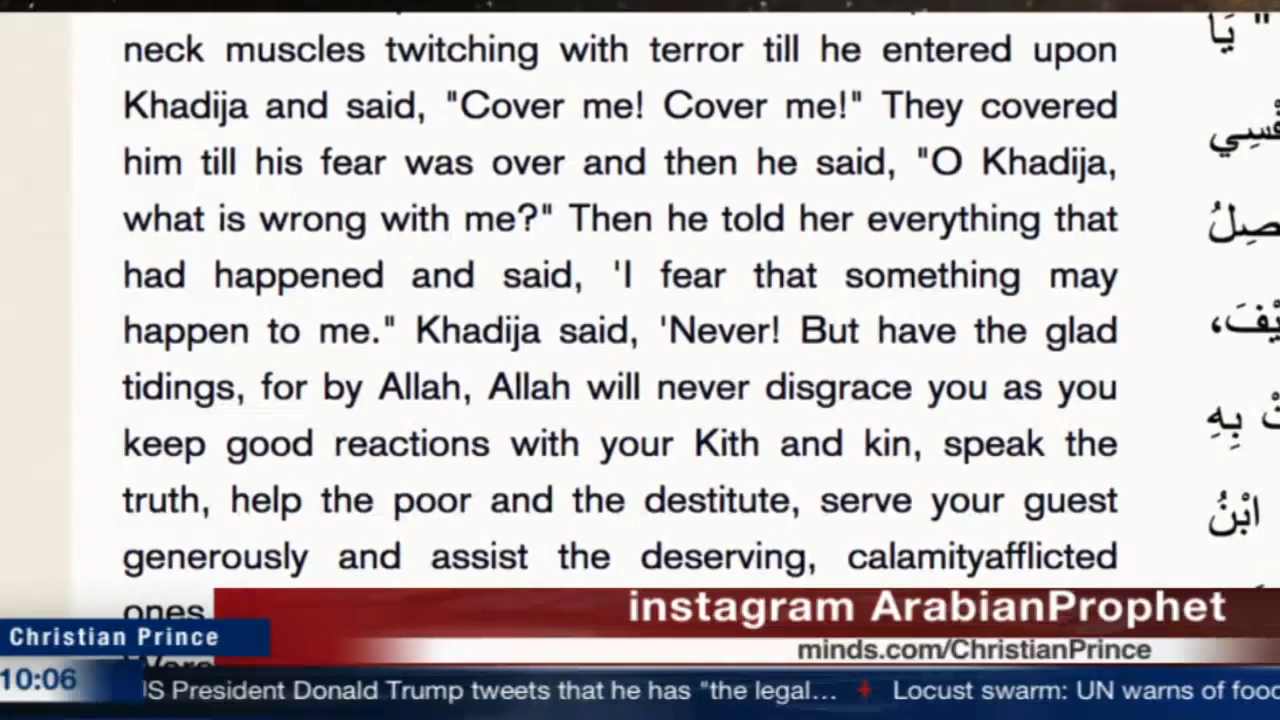 neck muscles twitching with terror till he entered upon
Khadija and said, "Cover me! Cover me!" They covered
him till his fear was over and then he said, "O Khadija,
what is wrong with me?" Then he told her everything that
had happened and said, 'I fear that something may
happen to me." Khadija said, 'Never! But have the glad
tidings, for by Allah, Allah will never disgrace you as you
keep good reactions with your Kith and kin, speak the
truth, help the poor and the destitute, serve your guest
generously and assist the deserving, calamityafflicted
ones
" يَا
بِهِ
ابْنُ
instagram ArabianProphet
Christian Prince
minds.com/ChristianPrince
10:06
US President Donald Trump tweets that he has "the legal... Locust swarm: UN warns of food